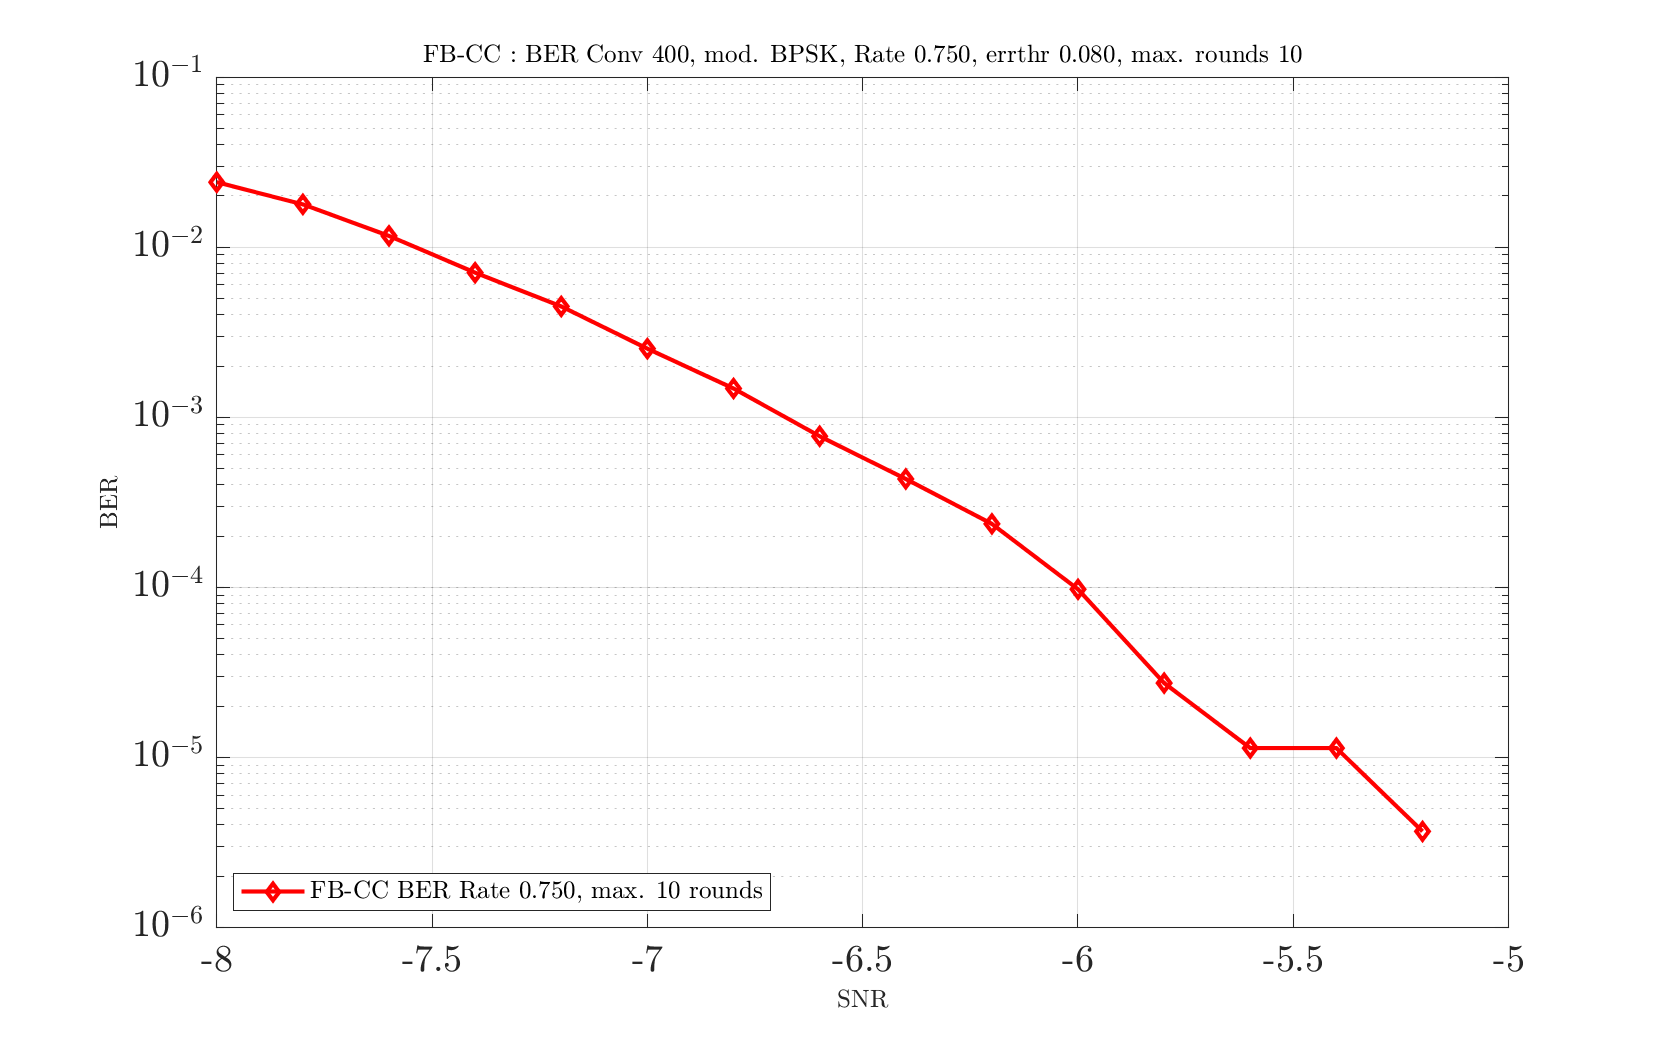 FB-CC : BER Conv 400, mod. BPSK, Rate 0.750, errthr 0.080, max. rounds 10
10^{-1}
10^{-2}
10^{-3}
10^{-4}
10^{-5}
10^{-6}
BER
FB-CC BER Rate 0.750, max. 10 rounds
-8 -7.5 -7 -6.5 -6 -5.5 -5
SNR